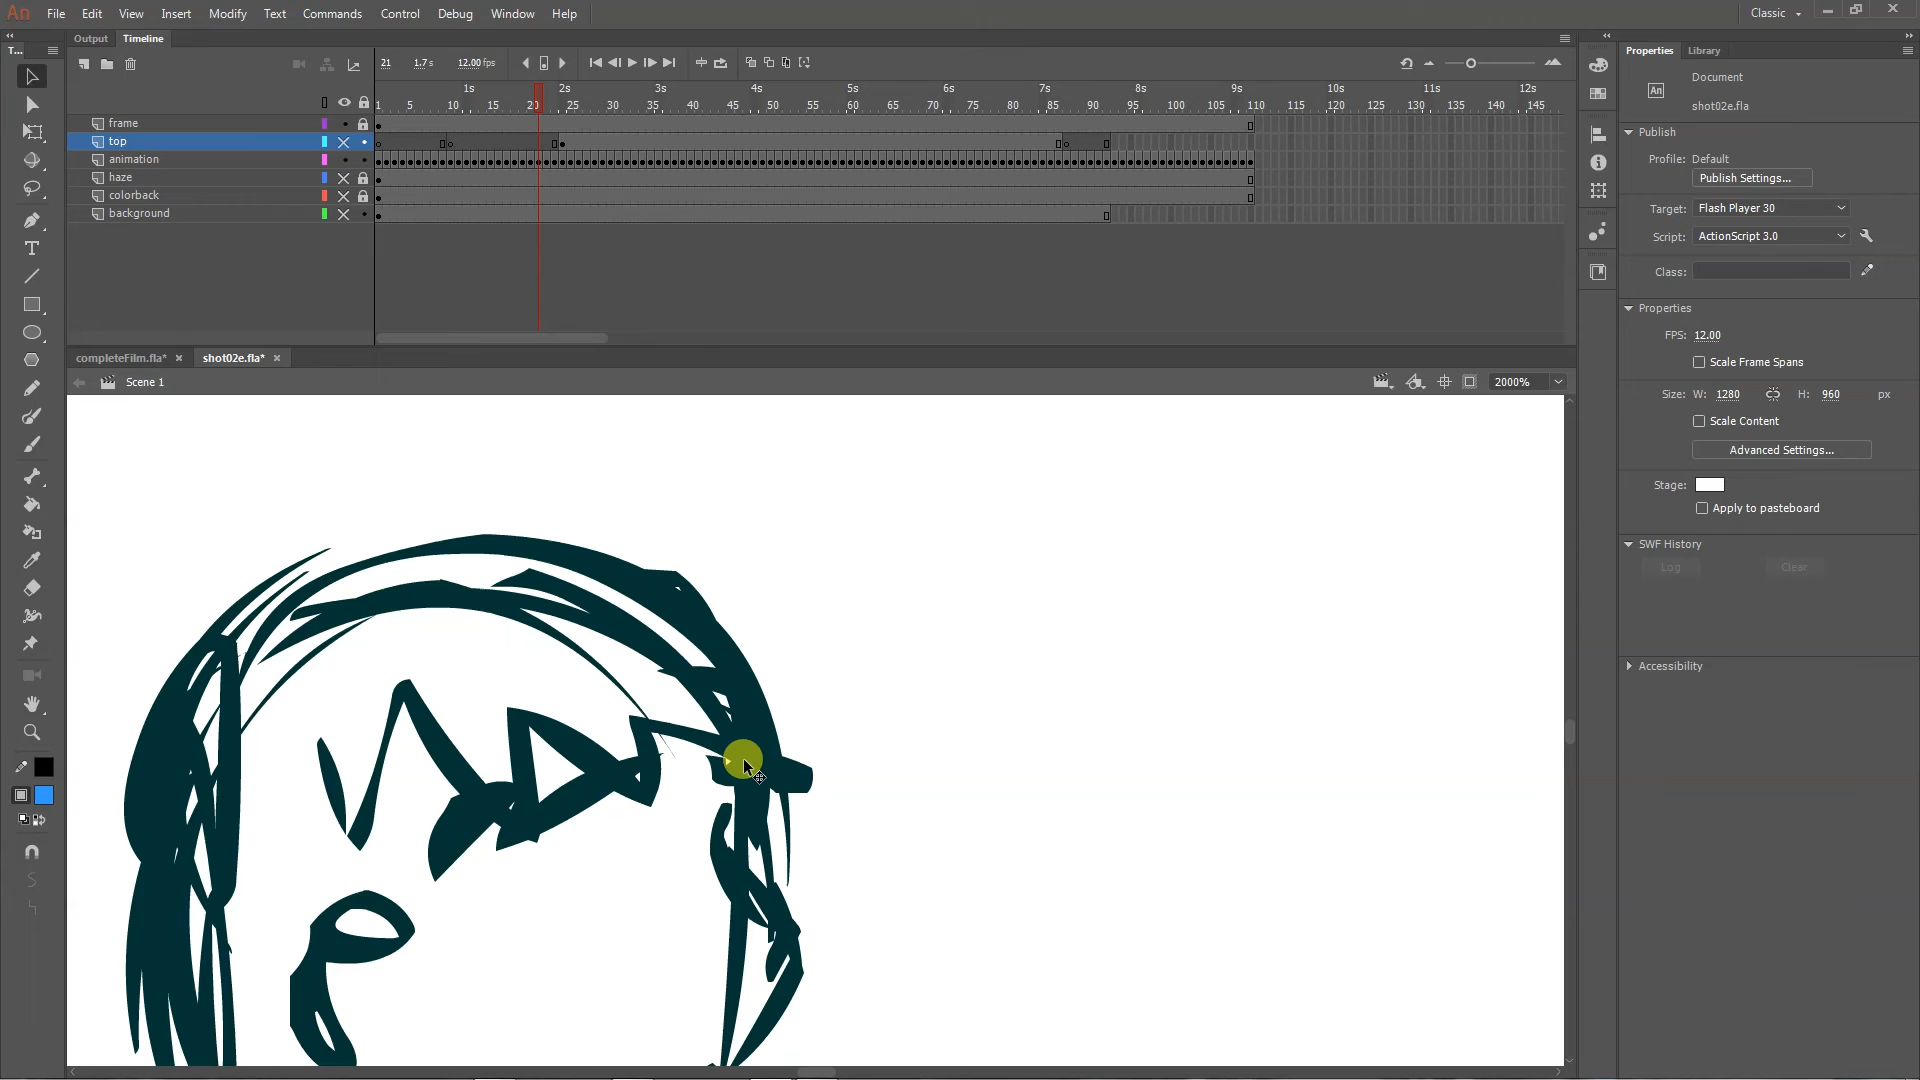 An File Edit View Insert Modify Text Commands Control Debug Window Help Classic
Output Timeline
T...
21 1.7 s 12.00 fps
1s 2s 3s 4s 5s 6s 7s 8s 9s 10s 11s 12s
1 5 10 15 20 25 30 35 40 45 50 55 60 65 70 75 80 85 90 95 100 105 110 115 120 125 130 135 140 145
frame
top
animation
haze
colorback
background
completeFilm.fla* × shot02e.fla* ×
Scene 1
2000%
Properties Library
Document
An
shot02e.fla
Publish
Profile: Default
Publish Settings...
Target: Flash Player 30
Script: ActionScript 3.0
Class:
Properties
FPS: 12.00
Scale Frame Spans
Size: W: 1280 H: 960 px
Scale Content
Advanced Settings...
Stage:
Apply to pasteboard
SWF History
Log Clear
Accessibility